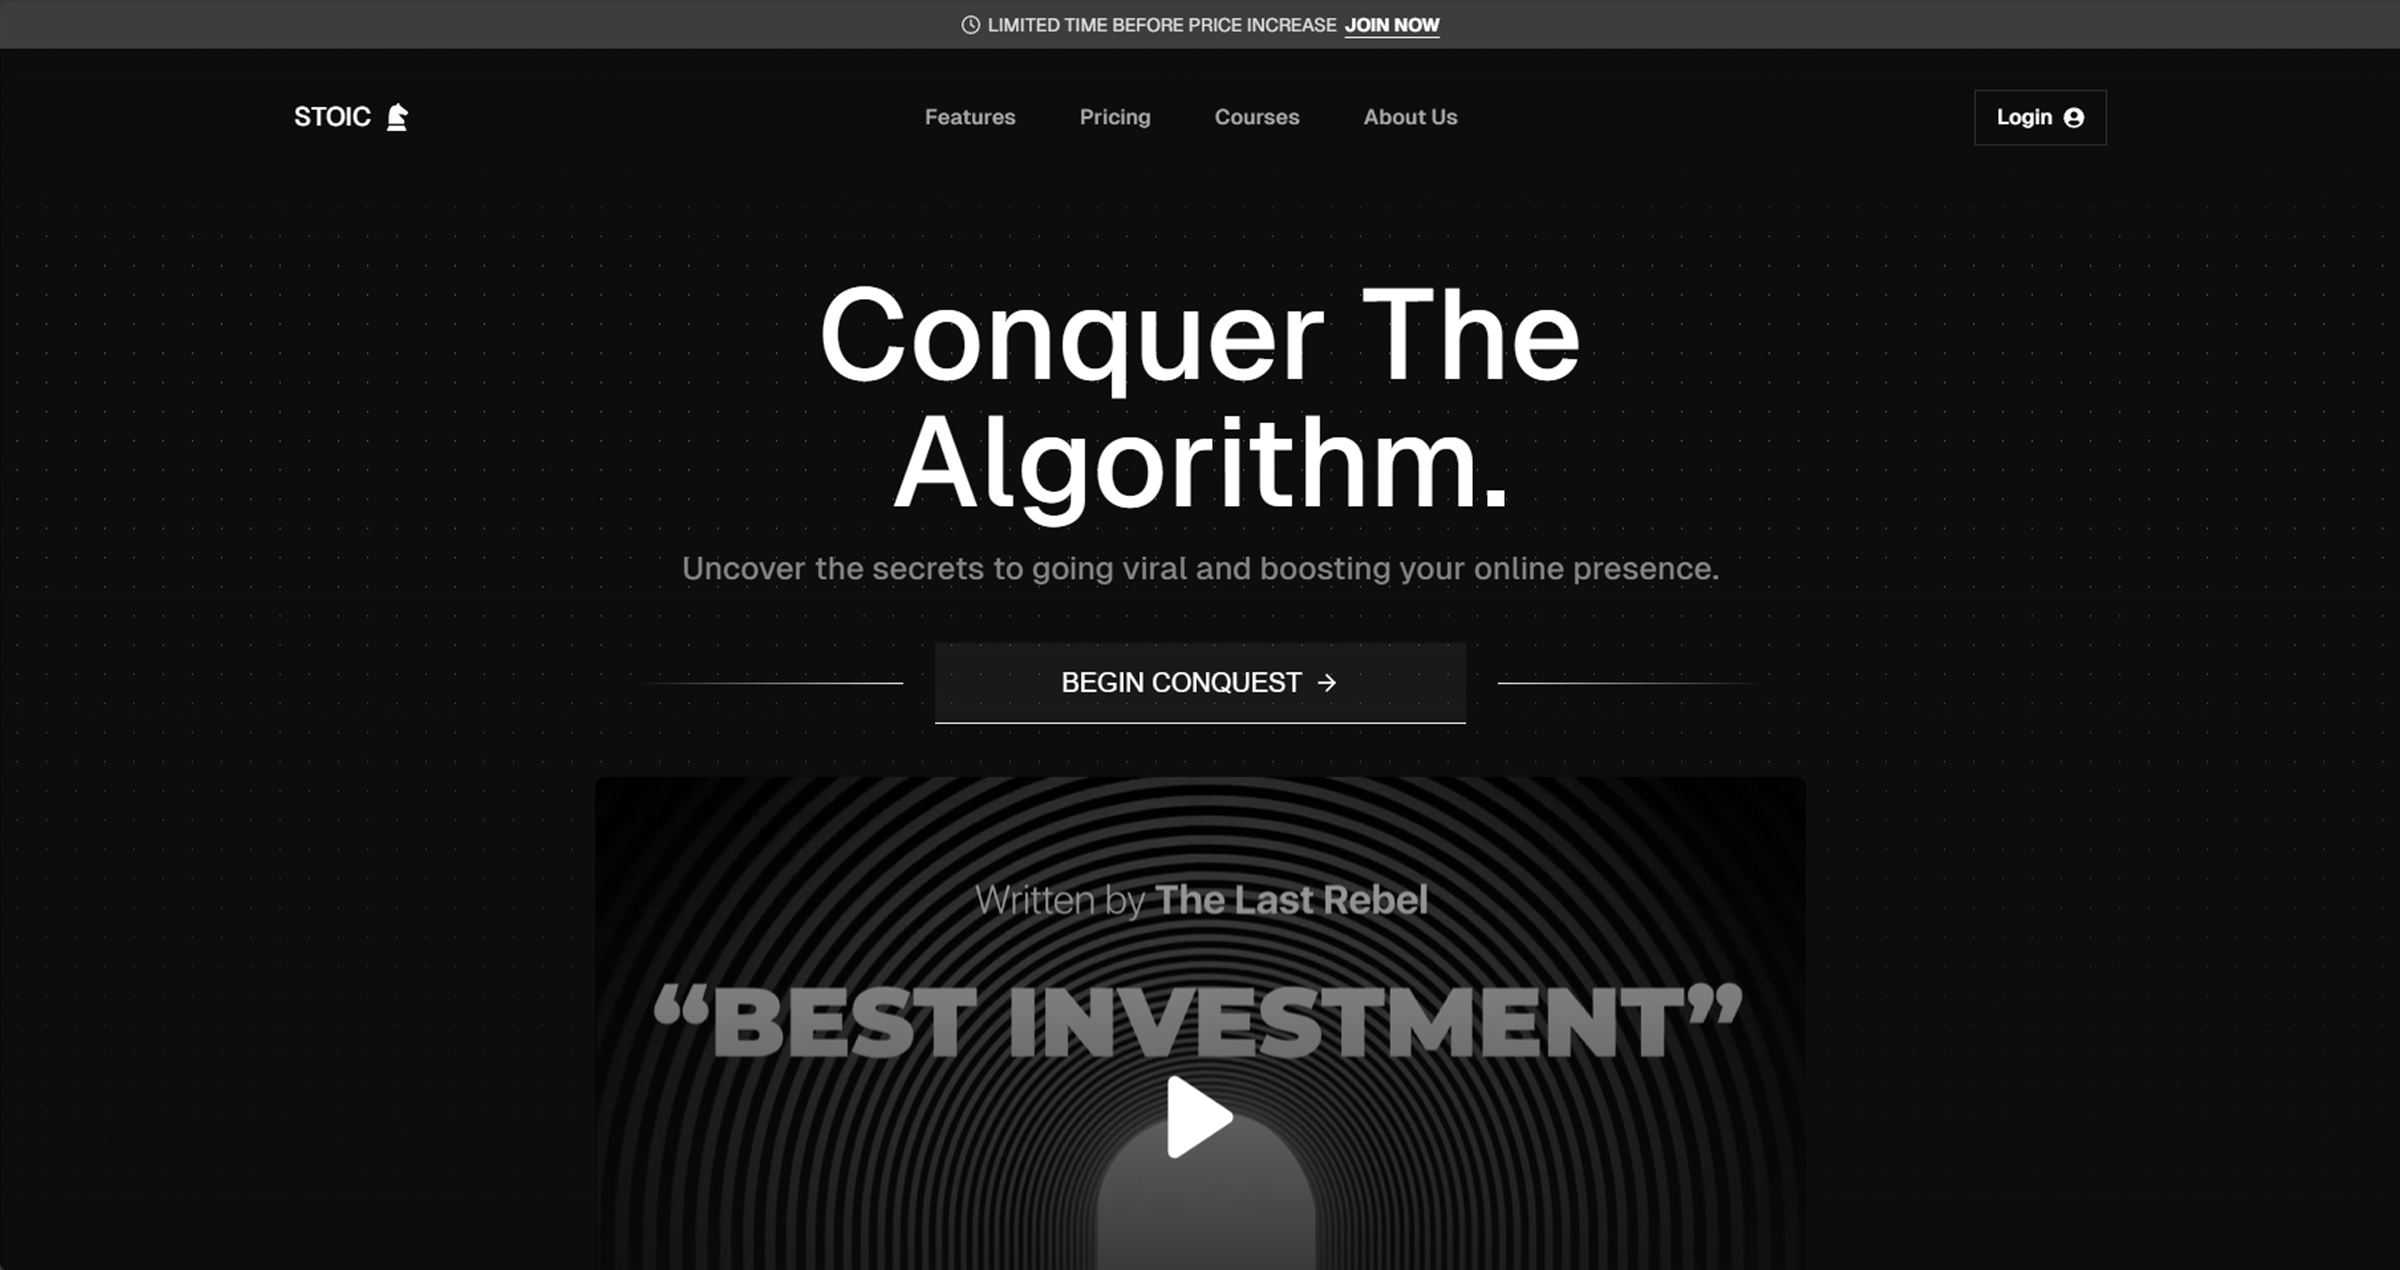 LIMITED TIME BEFORE PRICE INCREASE JOIN NOW
STOIC
Features
Pricing
Courses
About Us
Login
Conquer The
Algorithm.
Uncover the secrets to going viral and boosting your online presence.
BEGIN CONQUEST →
Written by The Last Rebel
“BEST INVESTMENT”